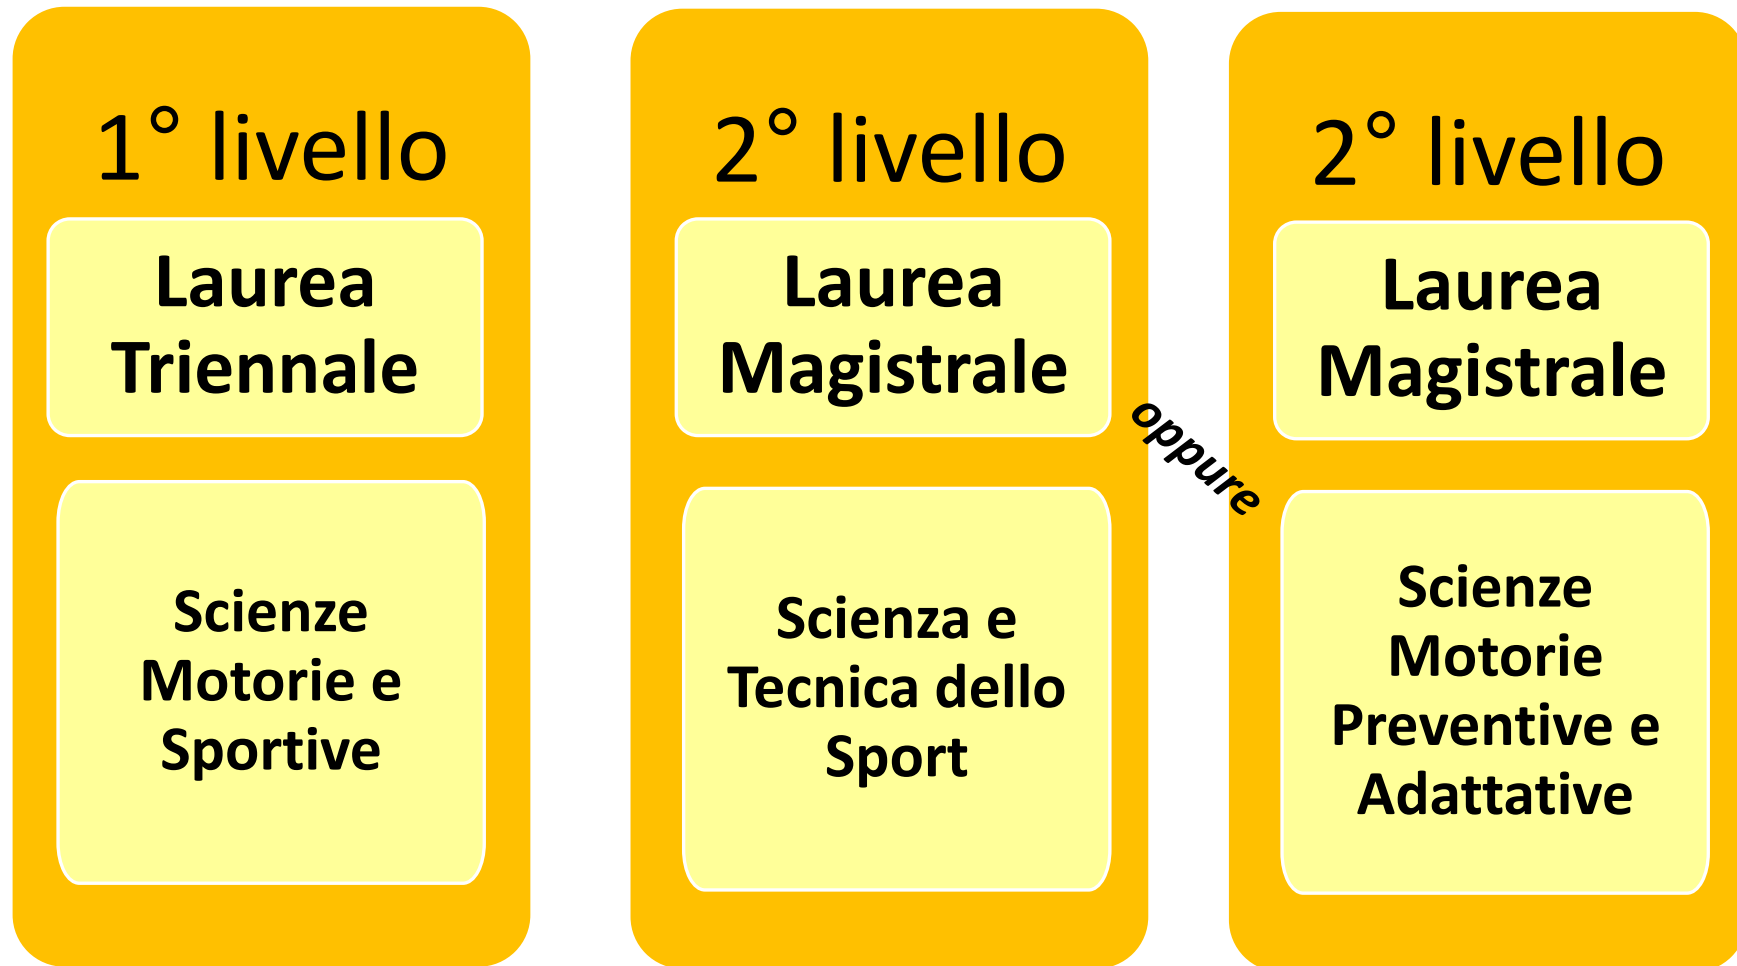 1° livello
Laurea
Triennale
Scienze
Motorie e
Sportive
2° livello
Laurea
Magistrale
Scienza e
Tecnica dello
Sport
oppure
2° livello
Laurea
Magistrale
Scienze
Motorie
Preventive e
Adattative